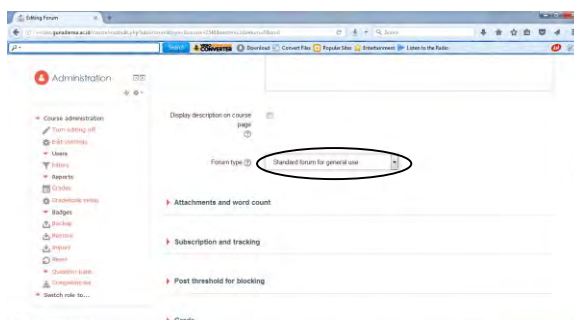 Editing Forum
Search
CONVERTER
Download
Convert Files
Popular Sites
Entertainment
Listen to the Radio
Administration
Course administration
Turn editing off
Edit settings
Users
Filters
Reports
Grades
Gradebook setup
Badges
Backup
Restore
Import
Reset
Question bank
Competencies
Switch role to...
Display description on course
page
Forum type
Standard forum for general use
Attachments and word count
Subscription and tracking
Post threshold for blocking
Grade